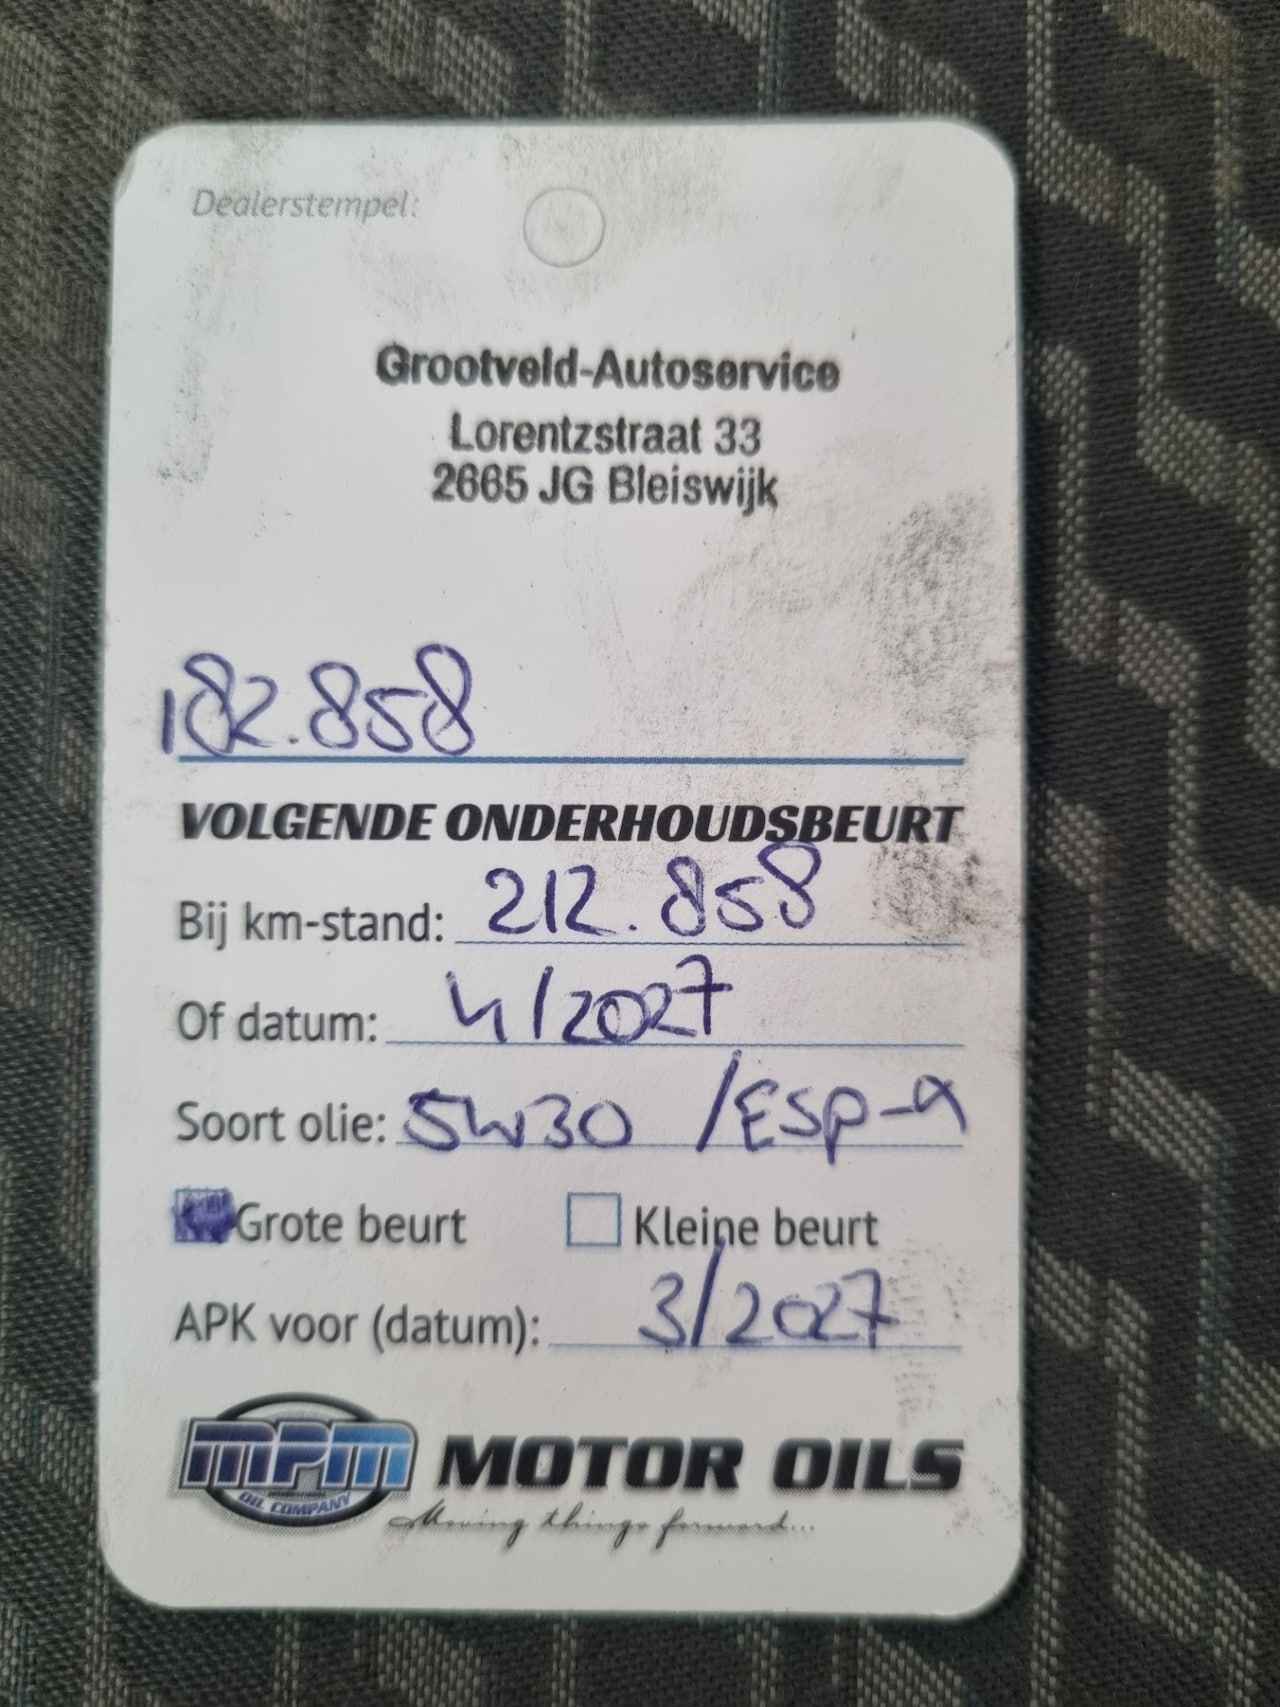 Dealerstempel:
Grootveld-Autoservice
Lorentzstraat 33
2665 JG Bleiswijk
182.858
VOLGENDE ONDERHOUDSBEURT
Bij km-stand: 212.858
Of datum: 4/2027
Soort olie: 5W30 /ESP-9
Grote beurt Kleine beurt
APK voor (datum): 3/2027
MPM MOTOR OILS
OIL COMPANY
Moving things forward...